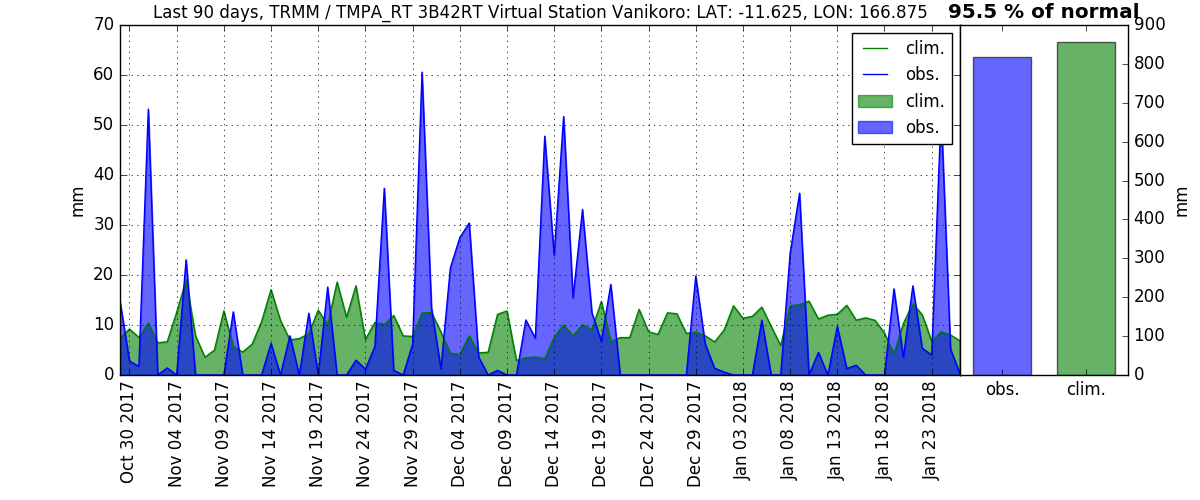 Last 90 days, TRMM / TMPA_RT 3B42RT Virtual Station Vanikoro: LAT: -11.625, LON: 166.875
95.5 % of normal
70
60
50
40
30
20
10
0
mm
clim.
obs.
clim.
obs.
900
800
700
600
500
400
300
200
100
0
mm
Oct 30 2017
Nov 04 2017
Nov 09 2017
Nov 14 2017
Nov 19 2017
Nov 24 2017
Nov 29 2017
Dec 04 2017
Dec 09 2017
Dec 14 2017
Dec 19 2017
Dec 24 2017
Dec 29 2017
Jan 03 2018
Jan 08 2018
Jan 13 2018
Jan 18 2018
Jan 23 2018
obs.
clim.